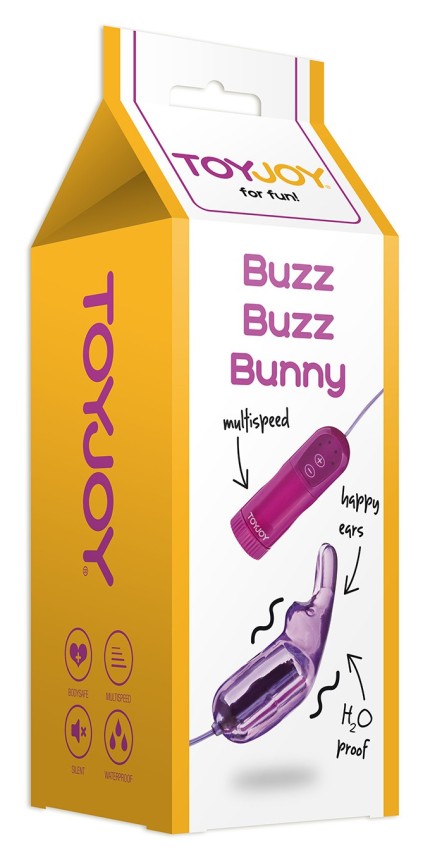 TOYJOY®
for fun!
Buzz
Buzz
Bunny
multispeed
TOYJOY
happy
ears
H₂O
proof
TOYJOY®
BODYSAFE
MULTISPEED
SILENT
WATERPROOF